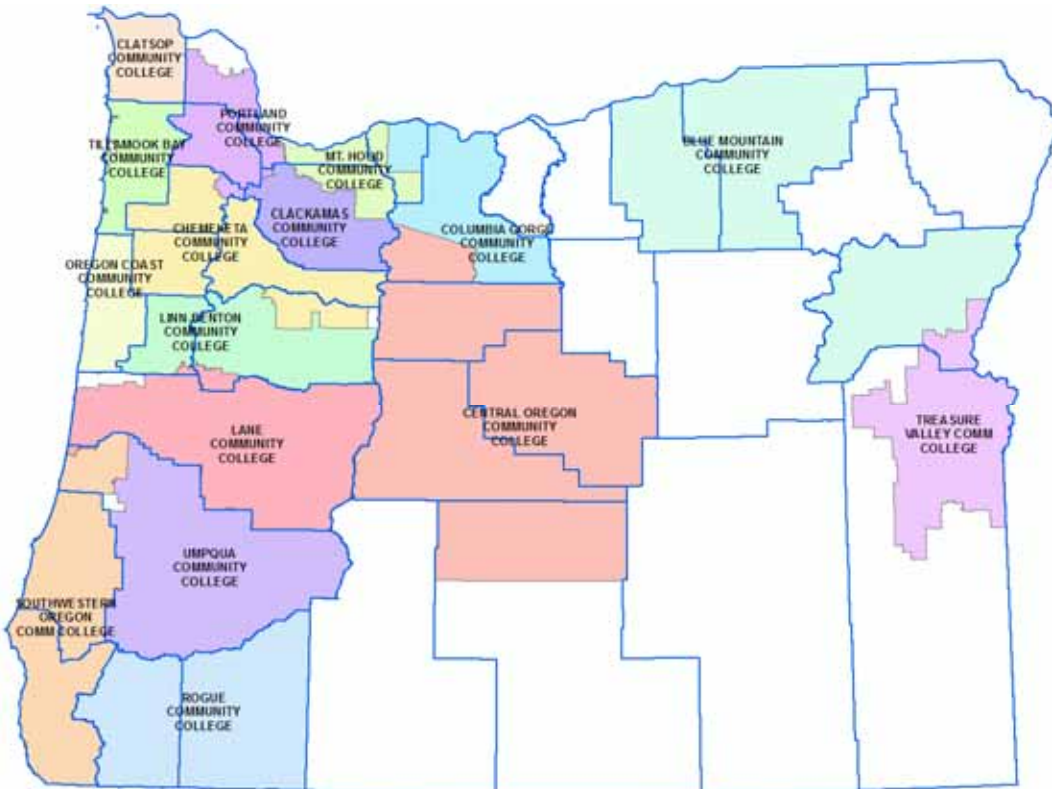 CLATSOP
COMMUNITY
COLLEGE
PORTLAND
COMMUNITY
COLLEGE
TILLAMOOK BAY
COMMUNITY
COLLEGE
MT. HOOD
COMMUNITY
COLLEGE
BLUE MOUNTAIN
COMMUNITY
COLLEGE
CLACKAMAS
COMMUNITY
COLLEGE
CHEMEKETA
COMMUNITY
COLLEGE
COLUMBIA GORGE
COMMUNITY
COLLEGE
OREGON COAST
COMMUNITY
COLLEGE
LINN BENTON
COMMUNITY
COLLEGE
LANE
COMMUNITY
COLLEGE
CENTRAL OREGON
COMMUNITY
COLLEGE
TREASURE
VALLEY COMM
COLLEGE
UMPQUA
COMMUNITY
COLLEGE
SOUTHWESTERN
OREGON
COMM COLLEGE
ROGUE
COMMUNITY
COLLEGE